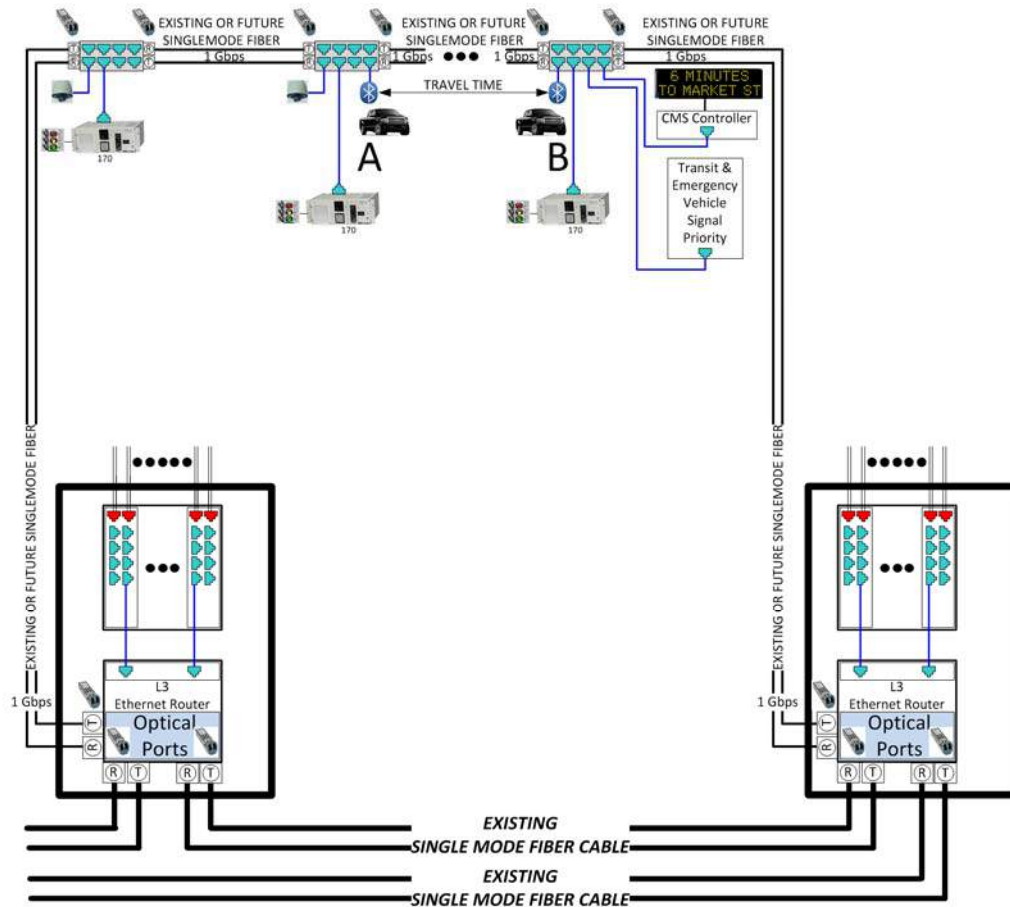 EXISTING OR FUTURE
SINGLEMODE FIBER
1 Gbps
EXISTING OR FUTURE
SINGLEMODE FIBER
1 Gbps
1 Gbps
EXISTING OR FUTURE
SINGLEMODE FIBER
1 Gbps
T
R
R
T
T
R
R
T
T
R
R
T
TRAVEL TIME
6 MINUTES
TO MARKET ST
CMS Controller
A
B
170
170
170
Transit &
Emergency
Vehicle
Signal
Priority
EXISTING OR FUTURE SINGLEMODE FIBER
EXISTING OR FUTURE SINGLEMODE FIBER
1 Gbps
L3
Ethernet Router
Optical
Ports
T
R
R
T
R
T
1 Gbps
L3
Ethernet Router
Optical
Ports
T
R
R
T
R
T
EXISTING
SINGLE MODE FIBER CABLE
EXISTING
SINGLE MODE FIBER CABLE